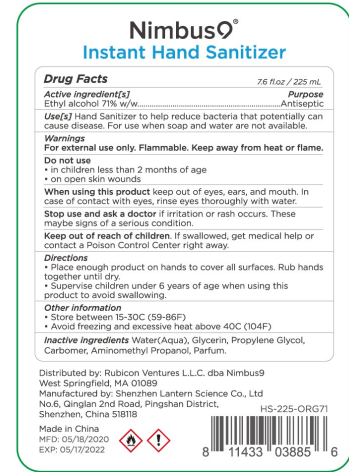 Nimbus9®
Instant Hand Sanitizer
Drug Facts 7.6 fl.oz / 225 mL
Active ingredient[s] Purpose
Ethyl alcohol 71% w/w..........................................................Antiseptic
Use[s] Hand Sanitizer to help reduce bacteria that potentially can
cause disease. For use when soap and water are not available.
Warnings
For external use only. Flammable. Keep away from heat or flame.
Do not use
• in children less than 2 months of age
• on open skin wounds
When using this product keep out of eyes, ears, and mouth. In
case of contact with eyes, rinse eyes thoroughly with water.
Stop use and ask a doctor if irritation or rash occurs. These
maybe signs of a serious condition.
Keep out of reach of children. If swallowed, get medical help or
contact a Poison Control Center right away.
Directions
• Place enough product on hands to cover all surfaces. Rub hands
together until dry.
• Supervise children under 6 years of age when using this
product to avoid swallowing.
Other information
• Store between 15-30C (59-86F)
• Avoid freezing and excessive heat above 40C (104F)
Inactive ingredients Water(Aqua), Glycerin, Propylene Glycol,
Carbomer, Aminomethyl Propanol, Parfum.
Distributed by: Rubicon Ventures L.L.C. dba Nimbus9
West Springfield, MA 01089
Manufactured by: Shenzhen Lantern Science Co., Ltd
No.6, Qinglan 2nd Road, Pingshan District,
Shenzhen, China 518118
HS-225-ORG71
Made in China
MFD: 05/18/2020
EXP: 05/17/2022
8 11433 03885 6